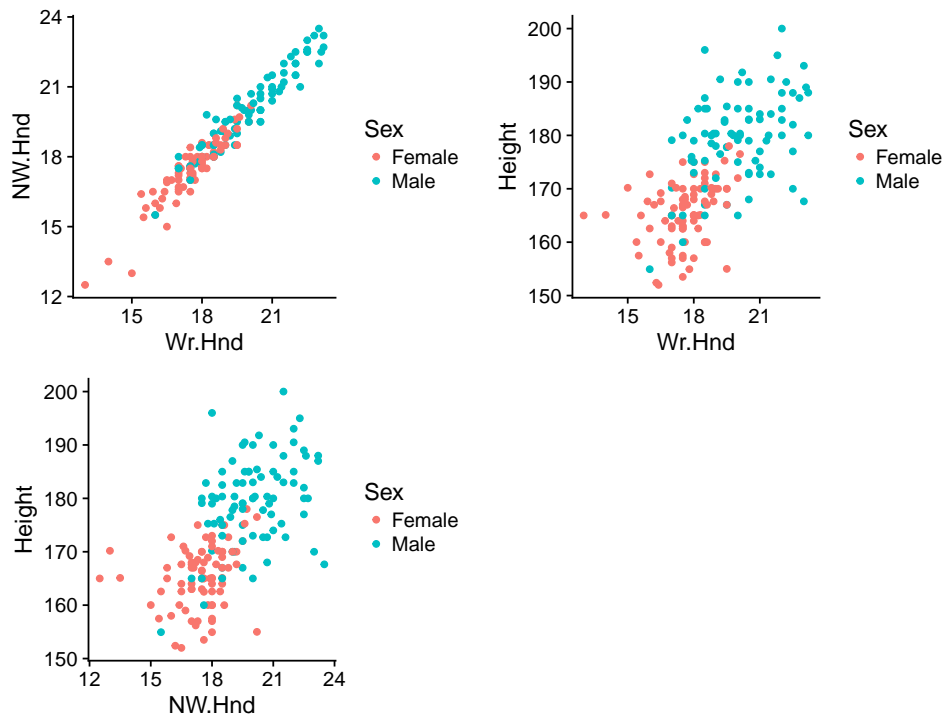 24
21
18
15
12
NW.Hnd
15 18 21
Wr.Hnd
Sex
Female
Male
200
190
180
170
160
150
Height
15 18 21
Wr.Hnd
Sex
Female
Male
200
190
180
170
160
150
Height
12 15 18 21 24
NW.Hnd
Sex
Female
Male